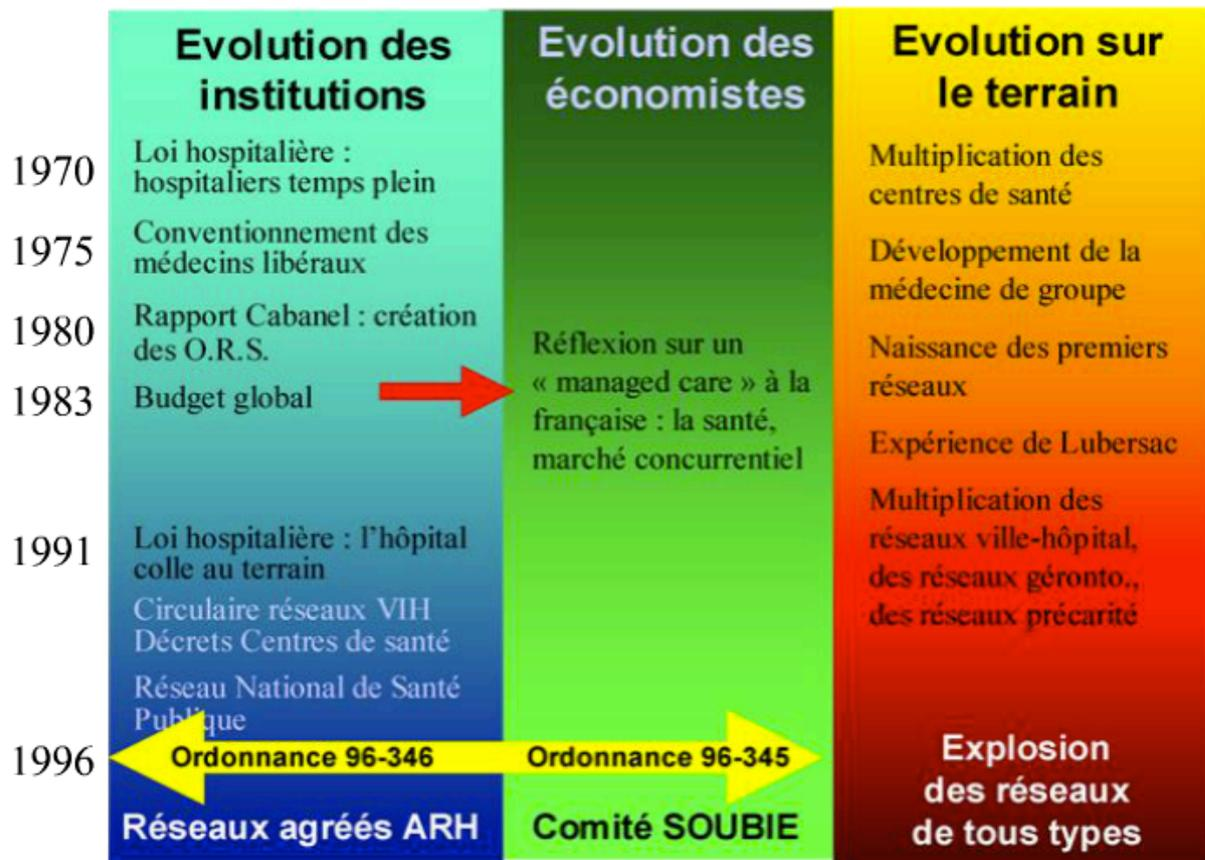 Evolution des
institutions
Evolution des
économistes
Evolution sur
le terrain
1970
Loi hospitalière :
hospitaliers temps plein
Multiplication des
centres de santé
1975
Conventionnement des
médecins libéraux
Développement de la
médecine de groupe
1980
Rapport Cabanel : création
des O.R.S.
Naissance des premiers
réseaux
1983
Budget global
Réflexion sur un
« managed care » à la
française : la santé,
marché concurrentiel
Expérience de Lubersac
1991
Loi hospitalière : l'hôpital
colle au terrain
Multiplication des
réseaux ville-hôpital,
des réseaux géronto.,
des réseaux précarité
Circulaire réseaux VIH
Décrets Centres de santé
Réseau National de Santé
Publique
1996
Ordonnance 96-346
Ordonnance 96-345
Réseaux agréés ARH
Comité SOUBIE
Explosion
des réseaux
de tous types